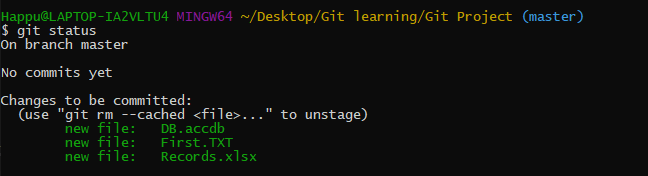 Happu@LAPTOP-IA2VLTU4 MINGW64 ~/Desktop/Git learning/Git Project (master)
$ git status
On branch master
No commits yet
Changes to be committed:
(use "git rm --cached <file>..." to unstage)
new file: DB.accdb
new file: First.TXT
new file: Records.xlsx